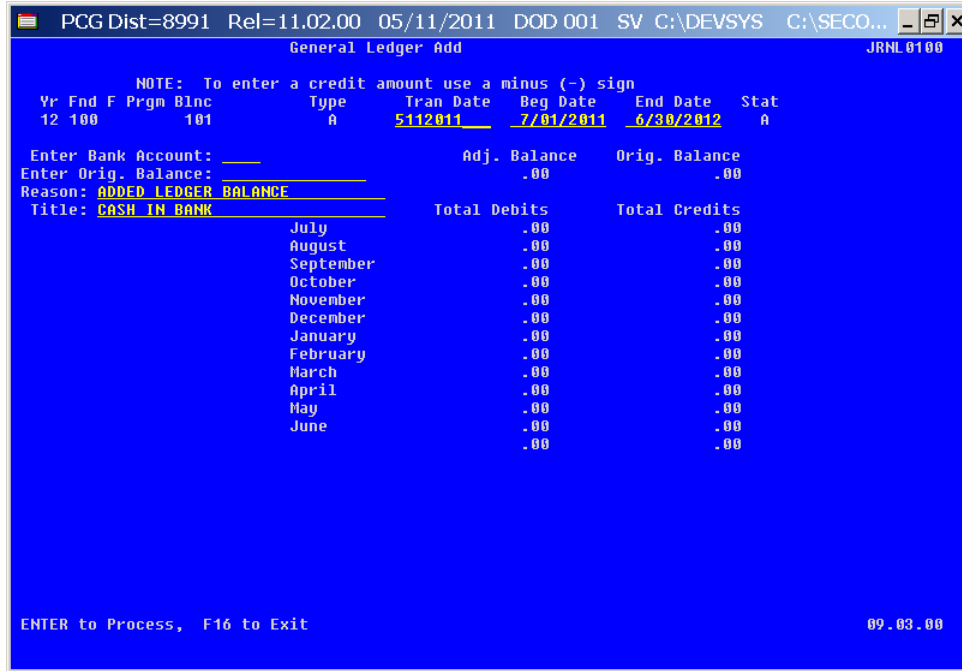 PCG Dist=8991 Rel=11.02.00 05/11/2011 DOD 001 SV C:\DEVSYS C:\SECO...
General Ledger Add JRNL0100
NOTE: To enter a credit amount use a minus (-) sign
Yr Fnd F Prgm Blnc Type Tran Date Beg Date End Date Stat
12 100 101 A 5112011___ 7/01/2011 6/30/2012 A
Enter Bank Account: ____ Adj. Balance Orig. Balance
Enter Orig. Balance: _______________ .00 .00
Reason: ADDED LEDGER BALANCE
Title: CASH IN BANK Total Debits Total Credits
July .00 .00
August .00 .00
September .00 .00
October .00 .00
November .00 .00
December .00 .00
January .00 .00
February .00 .00
March .00 .00
April .00 .00
May .00 .00
June .00 .00
.00 .00
ENTER to Process, F16 to Exit 09.03.00